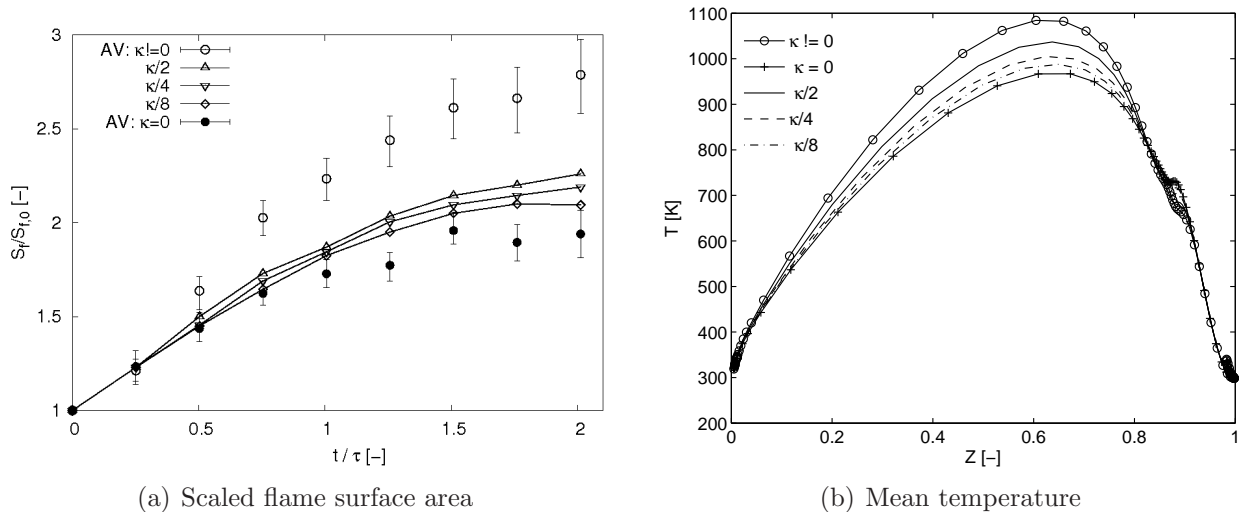 AV: κ!=0
κ/2
κ/4
κ/8
AV: κ=0
3
2.5
2
1.5
1
S_f/S_f,0 [–]
0 0.5 1 1.5 2
t / τ [–]
(a) Scaled flame surface area
κ != 0
κ = 0
κ/2
κ/4
κ/8
1100
1000
900
800
700
600
500
400
300
200
T [K]
0 0.2 0.4 0.6 0.8 1
Z [–]
(b) Mean temperature